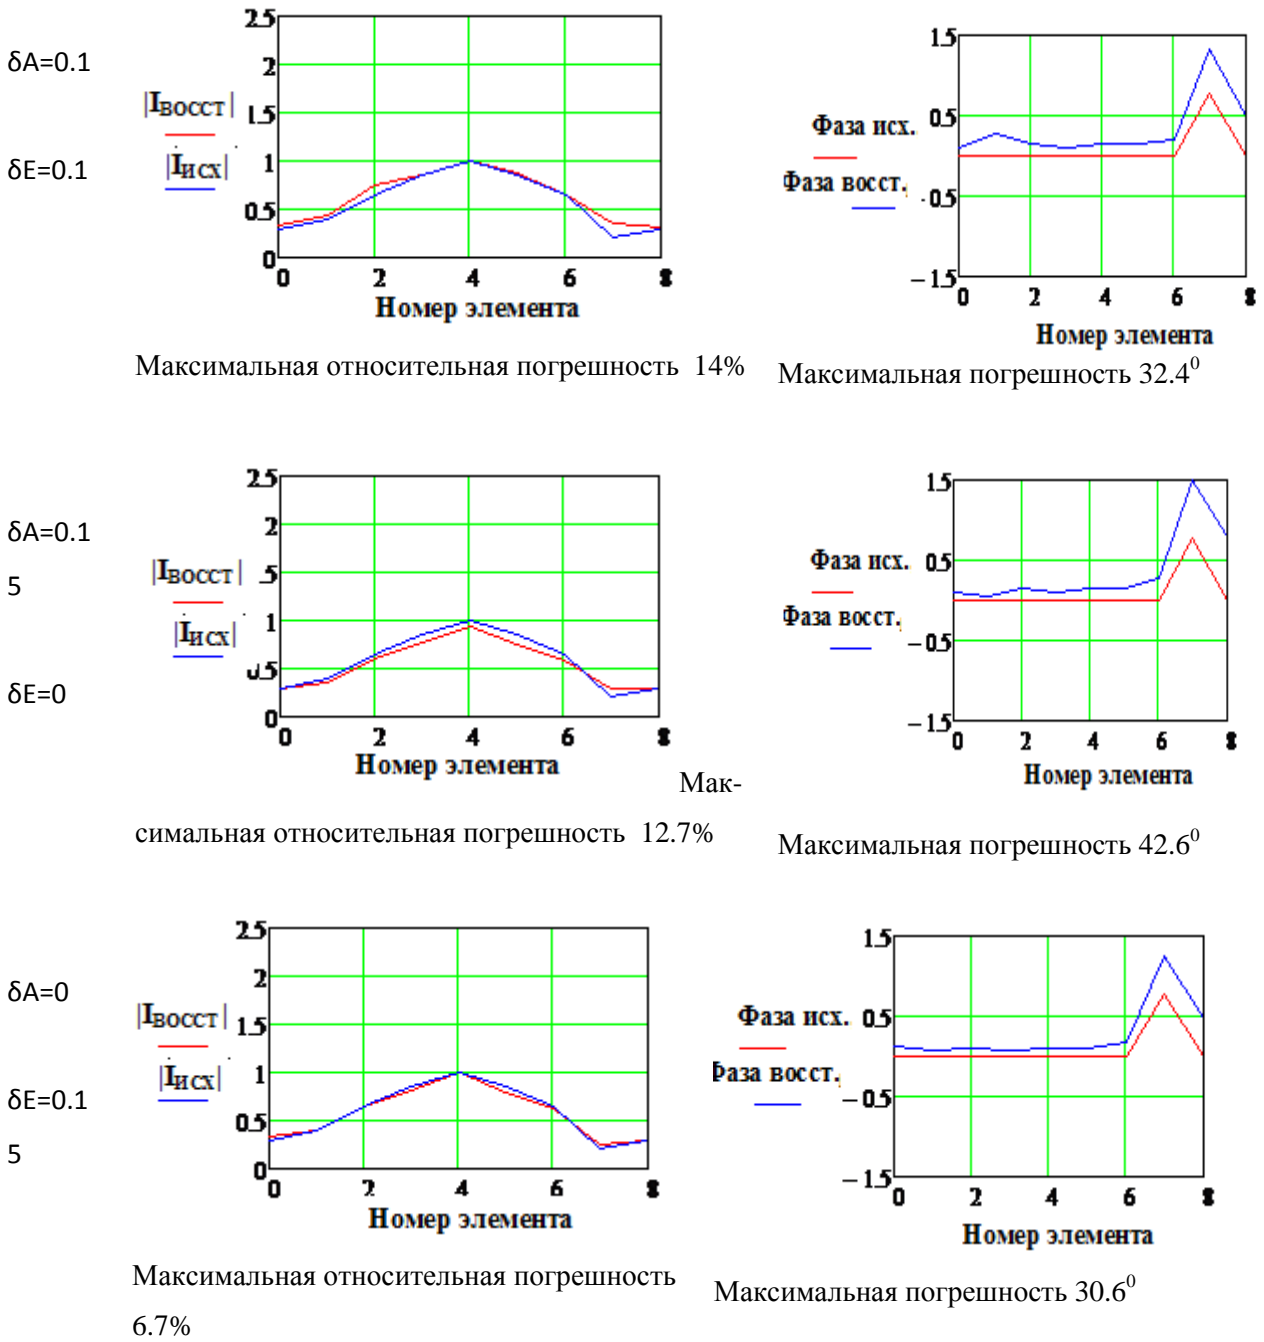 δA=0.1
δE=0.1
2.5
2
1.5
1
0.5
0
|IВОССТ|
|IИСХ|
0 2 4 6 8
Номер элемента
Максимальная относительная погрешность 14%
1.5
0.5
-0.5
-1.5
Фаза исх.
Фаза восст.
0 2 4 6 8
Номер элемента
Максимальная погрешность 32.4⁰
δA=0.1
5
δE=0
2.5
2
.5
1
0
|IВОССТ|
|IИСХ|
0 2 4 6 8
Номер элемента
Мак-
симальная относительная погрешность 12.7%
1.5
0.5
-0.5
-1.5
Фаза исх.
Фаза восст.
0 2 4 6 8
Номер элемента
Максимальная погрешность 42.6⁰
δA=0
δE=0.1
5
2.5
2
1.5
1
0.5
0
|IВОССТ|
|IИСХ|
0 2 4 6 8
Номер элемента
Максимальная относительная погрешность
6.7%
1.5
0.5
-0.5
-1.5
Фаза исх.
Фаза восст.
0 2 4 6 8
Номер элемента
Максимальная погрешность 30.6⁰